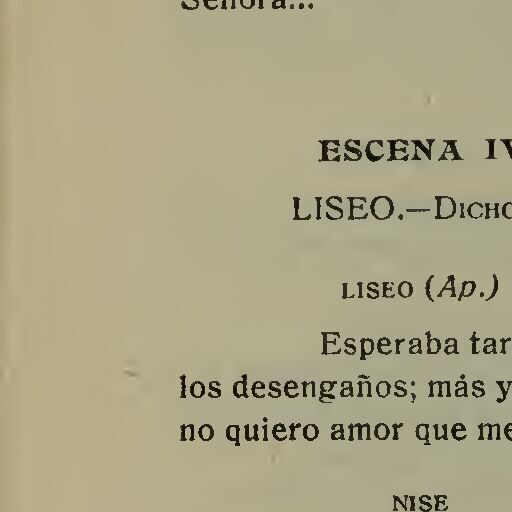 Señora...
ESCENA IV
LISEO.—DICHO
LISEO (Ap.)
Esperaba tar
los desengaños; más y
no quiero amor que me
NISE